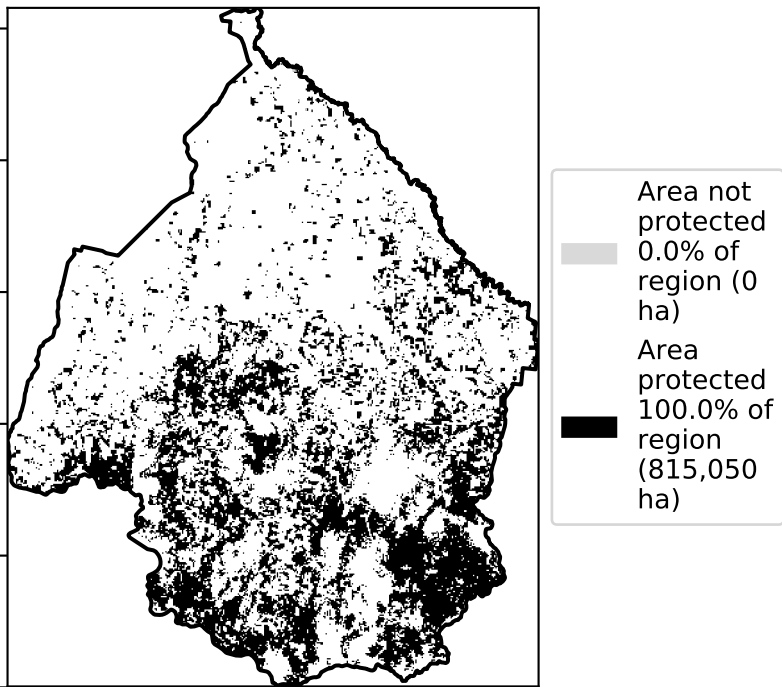 Area not
protected
0.0% of
region (0
ha)
Area
protected
100.0% of
region
(815,050
ha)